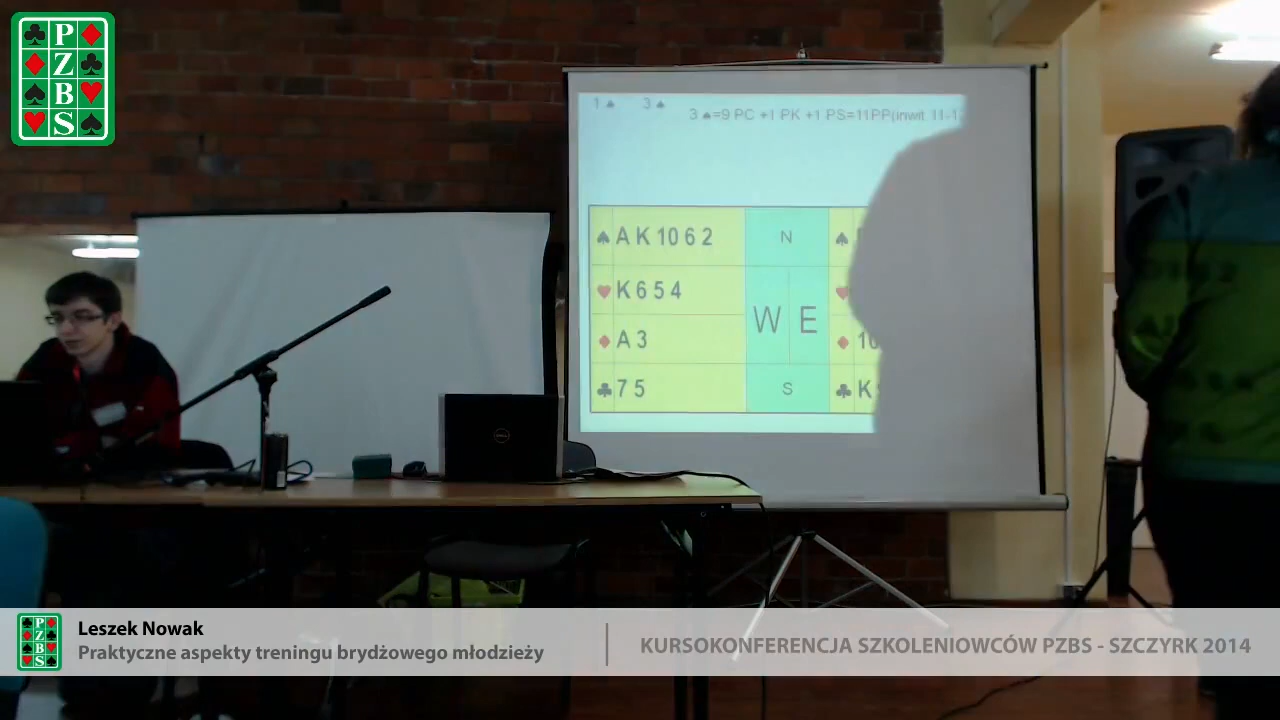 P
Z
B
S
1♠ 3♠
3 ♠=9 PC +1 PK +1 PS=11PP(inwit 11-1
♠ A K 10 6 2 N ♠
♥ K 6 5 4 W E ♥
♦ A 3 ♦ 10
♣ 7 5 S ♣ K
P
Z
B
S
Leszek Nowak
Praktyczne aspekty treningu brydżowego młodzieży
KURSOKONFERENCJA SZKOLENIOWCÓW PZBS - SZCZYRK 2014